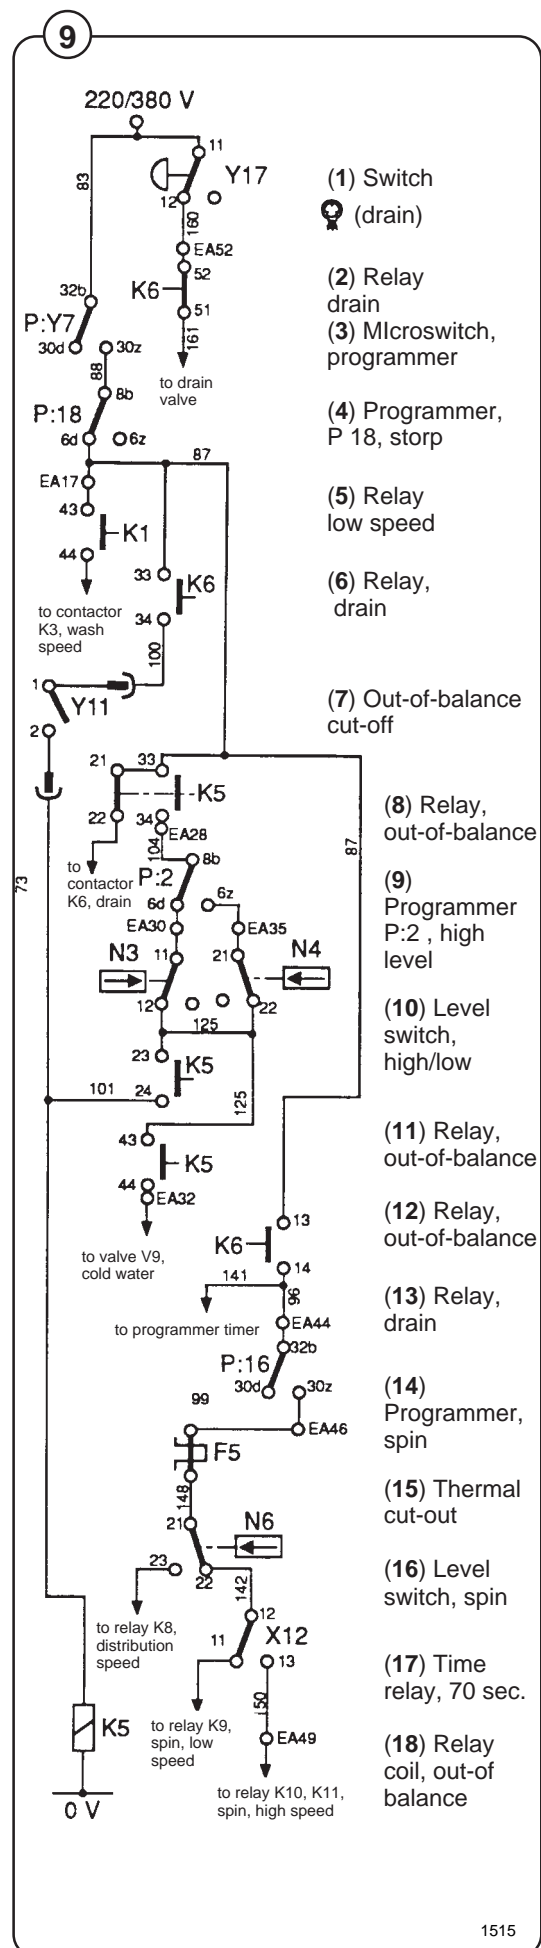 9
220/380 V
11
83
Y17
12
160
EA52
52
K6
51
161
to drain
valve
32b
P:Y7
30d
30z
88
8b
P:18
6d
6z
87
EA17
43
K1
44
to contactor
K3, wash
speed
33
K6
34
100
1
Y11
2
21
33
K5
22
34
EA28
104
to
contactor
K6, drain
8b
P:2
6d
6z
EA30
EA35
87
73
N3
11
21
N4
12
22
125
23
K5
101
24
125
43
K5
44
EA32
to valve V9,
cold water
13
K6
14
141
96
to programmer timer
EA44
32b
P:16
30d
30z
99
EA46
F5
148
21
N6
23
22
142
to relay K8,
distribution
speed
12
11
X12
13
150
to relay K9,
spin, low
speed
EA49
to relay K10, K11,
spin, high speed
K5
0 V
(1) Switch
(drain)
(2) Relay
drain
(3) MIcroswitch,
programmer
(4) Programmer,
P 18, storp
(5) Relay
low speed
(6) Relay,
drain
(7) Out-of-balance
cut-off
(8) Relay,
out-of-balance
(9)
Programmer
P:2 , high
level
(10) Level
switch,
high/low
(11) Relay,
out-of-balance
(12) Relay,
out-of-balance
(13) Relay,
drain
(14)
Programmer,
spin
(15) Thermal
cut-out
(16) Level
switch, spin
(17) Time
relay, 70 sec.
(18) Relay
coil, out-of
balance
1515